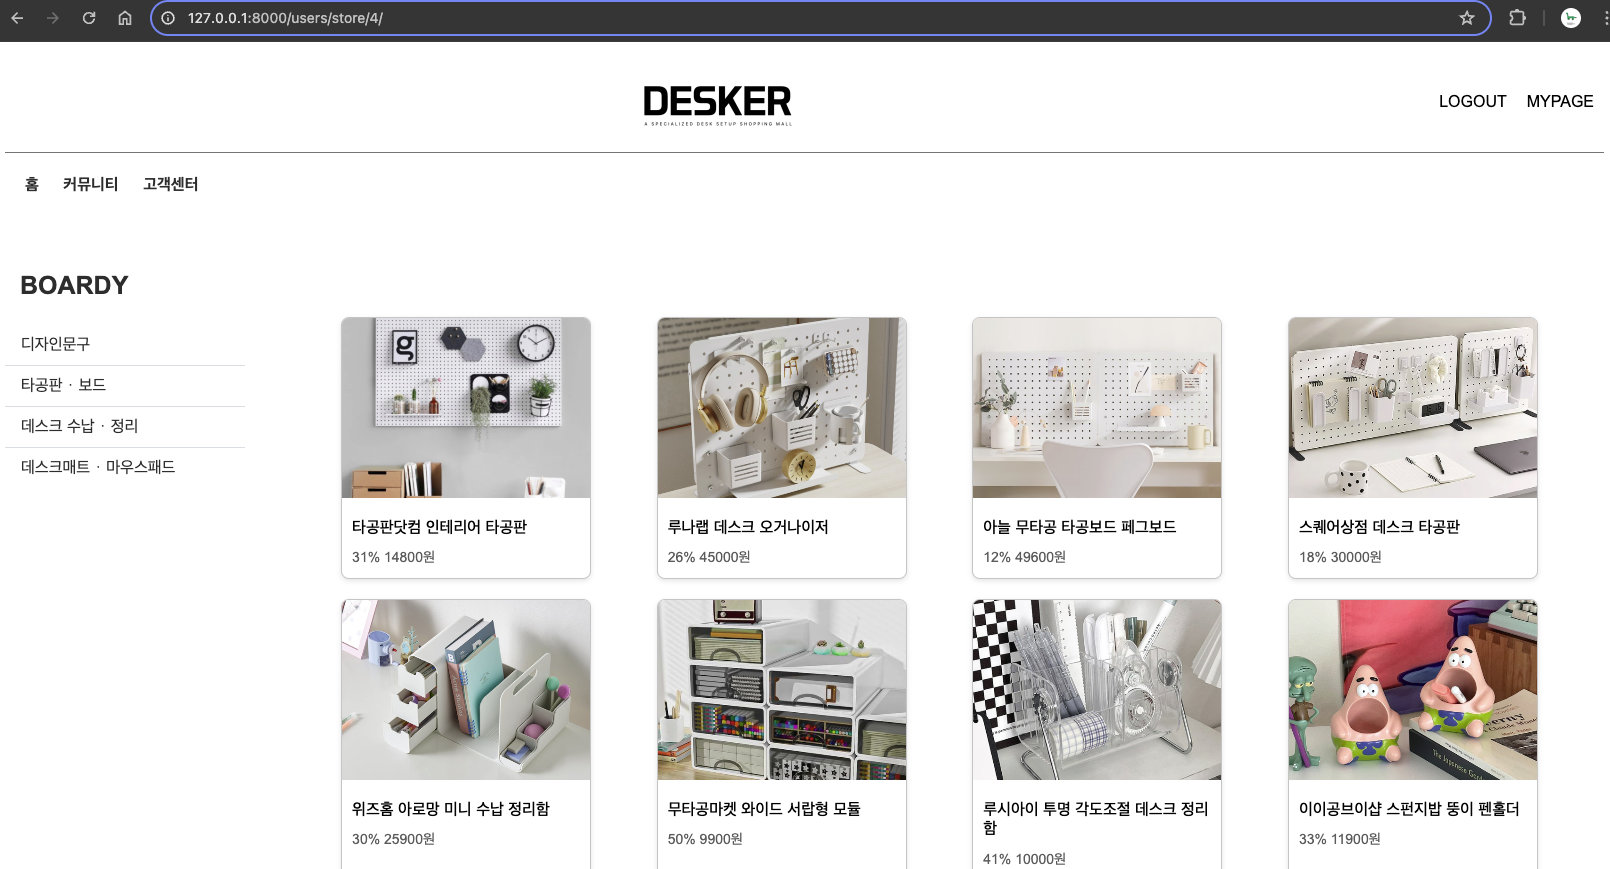 127.0.0.1:8000/users/store/4/
DESKER
A SPECIALIZED DESK SETUP SHOPPING MALL
LOGOUT MYPAGE
홈 커뮤니티 고객센터
BOARDY
디자인문구
타공판 · 보드
데스크 수납 · 정리
데스크매트 · 마우스패드
g
타공판닷컴 인테리어 타공판
31% 14800원
루나랩 데스크 오거나이저
26% 45000원
아늘 무타공 타공보드 페그보드
12% 49600원
스퀘어상점 데스크 타공판
18% 30000원
위즈홈 아로망 미니 수납 정리함
30% 25900원
무타공마켓 와이드 서랍형 모듈
50% 9900원
루시아이 투명 각도조절 데스크 정리
함
41% 10000원
이이공브이샵 스펀지밥 뚱이 펜홀더
33% 11900원